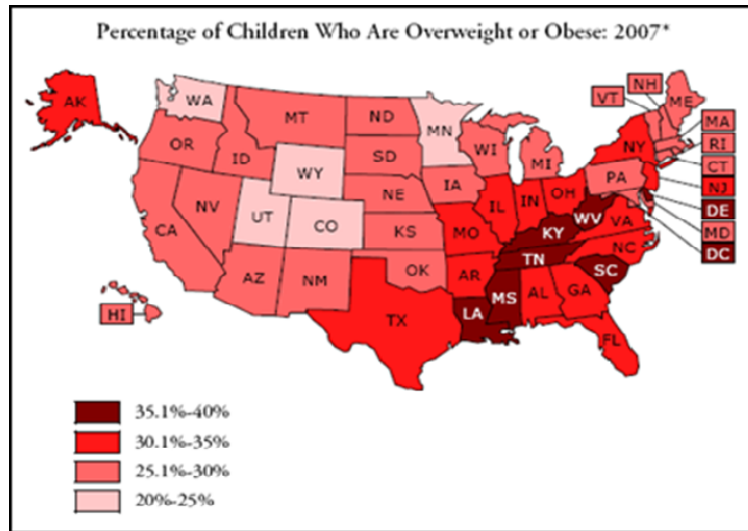 Percentage of Children Who Are Overweight or Obese: 2007*
AK
WA
MT
ND
MN
VT
NH
ME
OR
ID
WY
SD
WI
MI
NY
MA
RI
CT
NV
UT
CO
NE
IA
IL
IN
OH
PA
NJ
DE
MD
DC
CA
AZ
NM
KS
OK
MO
AR
KY
WV
VA
NC
TN
SC
HI
TX
LA
MS
AL
GA
FL
35.1%-40%
30.1%-35%
25.1%-30%
20%-25%